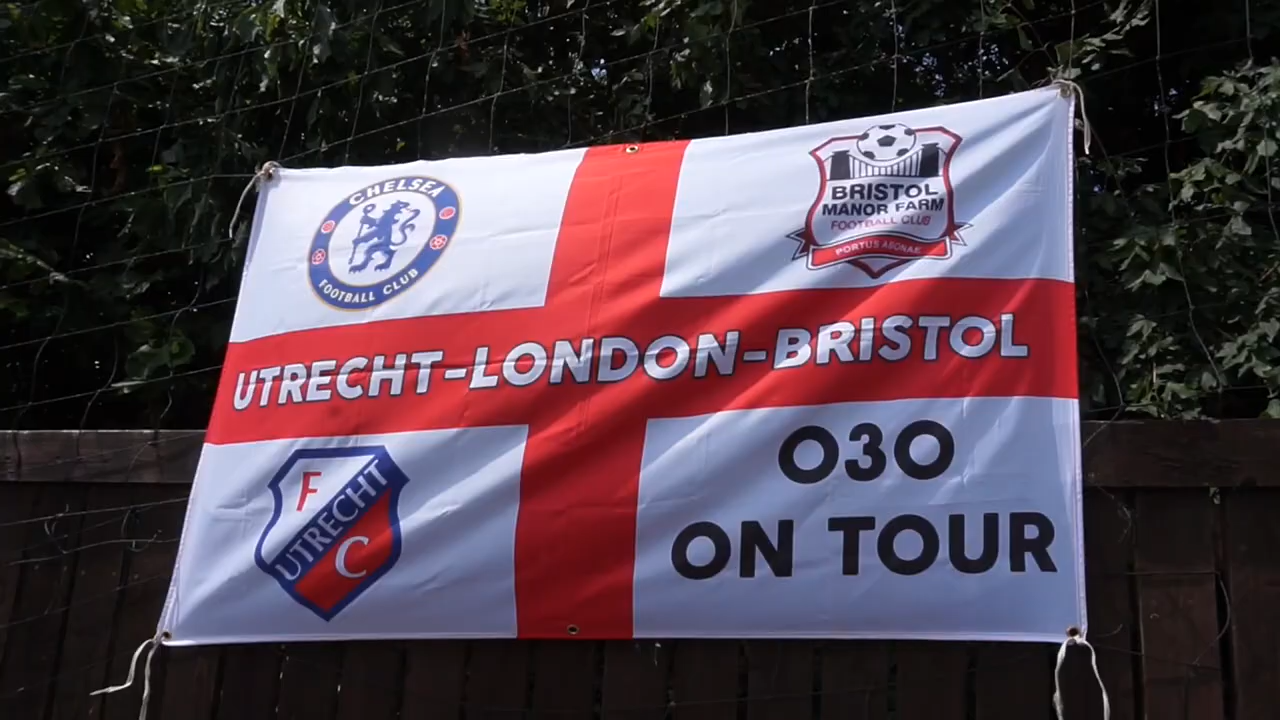 CHELSEA
FOOTBALL CLUB
BRISTOL
MANOR FARM
FOOTBALL CLUB
PORTUS ABONAE
UTRECHT-LONDON-BRISTOL
F
UTRECHT
C
030
ON TOUR